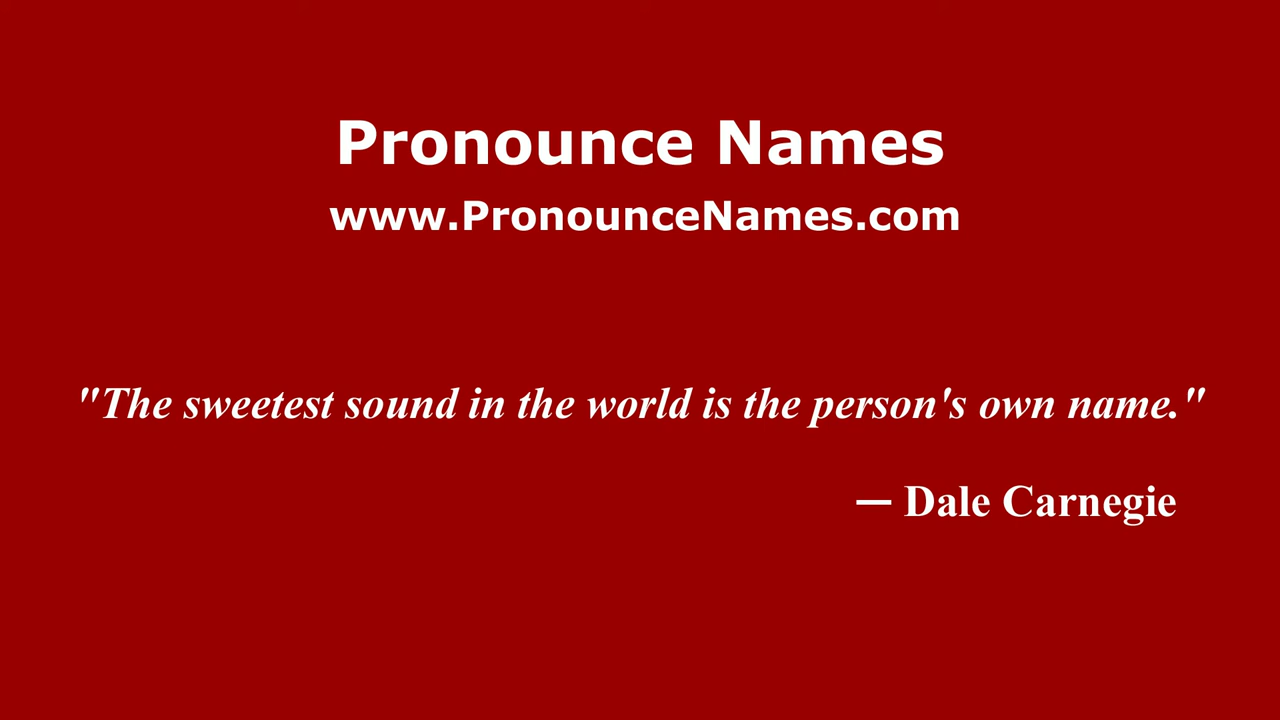 Pronounce Names
www.PronounceNames.com
"The sweetest sound in the world is the person's own name."
— Dale Carnegie